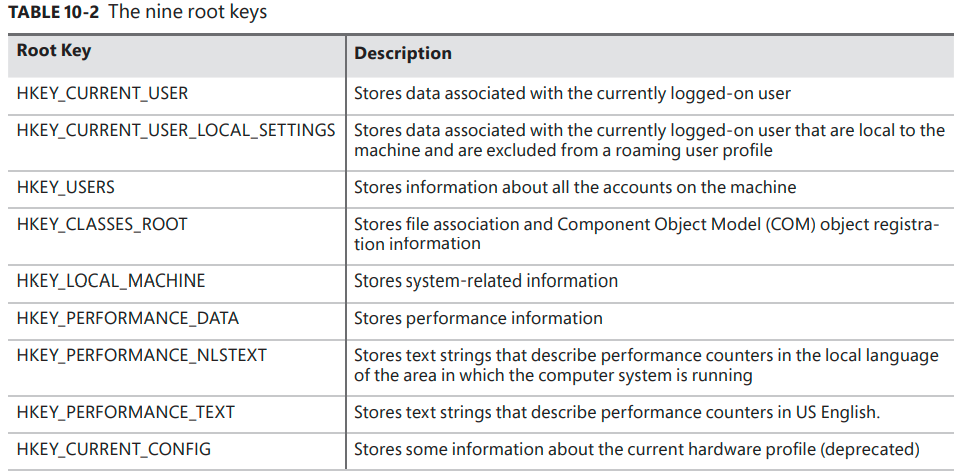 TABLE 10-2 The nine root keys
Root Key
Description
HKEY_CURRENT_USER
Stores data associated with the currently logged-on user
HKEY_CURRENT_USER_LOCAL_SETTINGS
Stores data associated with the currently logged-on user that are local to the
machine and are excluded from a roaming user profile
HKEY_USERS
Stores information about all the accounts on the machine
HKEY_CLASSES_ROOT
Stores file association and Component Object Model (COM) object registra-
tion information
HKEY_LOCAL_MACHINE
Stores system-related information
HKEY_PERFORMANCE_DATA
Stores performance information
HKEY_PERFORMANCE_NLSTEXT
Stores text strings that describe performance counters in the local language
of the area in which the computer system is running
HKEY_PERFORMANCE_TEXT
Stores text strings that describe performance counters in US English.
HKEY_CURRENT_CONFIG
Stores some information about the current hardware profile (deprecated)